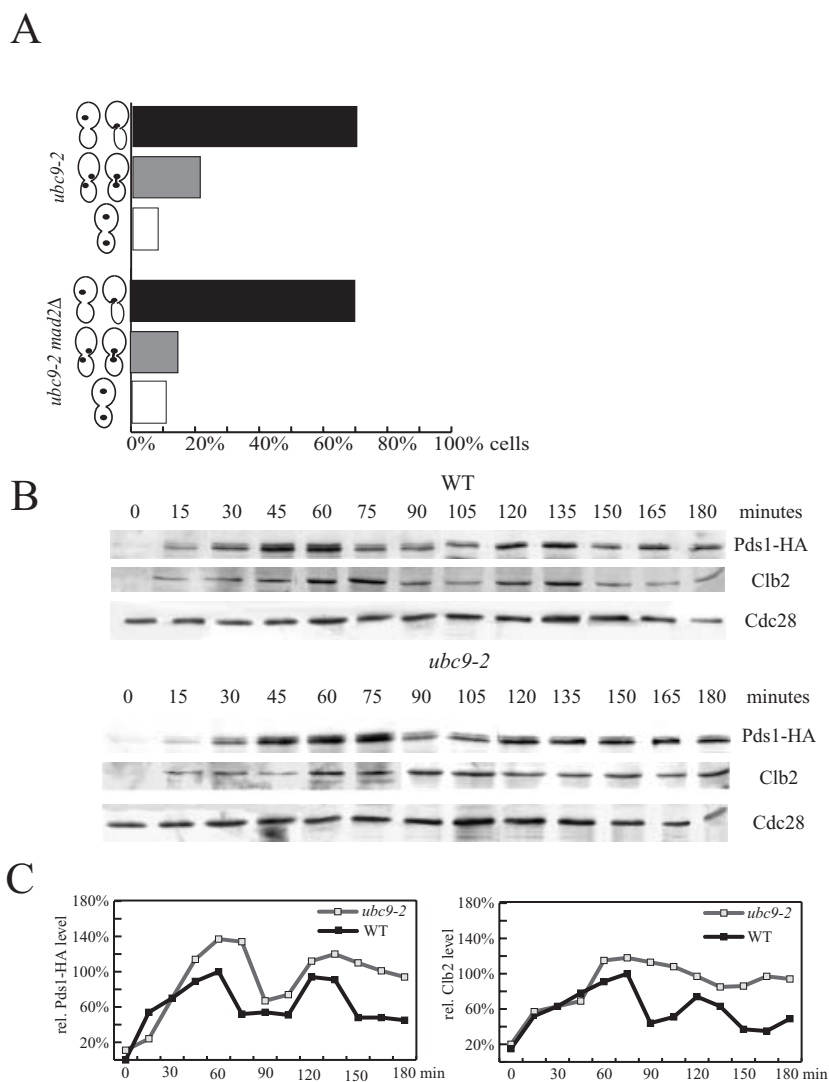 A
ubc9-2
ubc9-2 mad2Δ
0% 20% 40% 60% 80% 100% cells
B
WT
0 15 30 45 60 75 90 105 120 135 150 165 180 minutes
Pds1-HA
Clb2
Cdc28
ubc9-2
0 15 30 45 60 75 90 105 120 135 150 165 180 minutes
Pds1-HA
Clb2
Cdc28
C
rel. Pds1-HA level
180%
140%
100%
60%
20%
ubc9-2
WT
0 30 60 90 120 150 180 min
rel. Clb2 level
180%
140%
100%
60%
20%
ubc9-2
WT
0 30 60 90 120 150 180 min